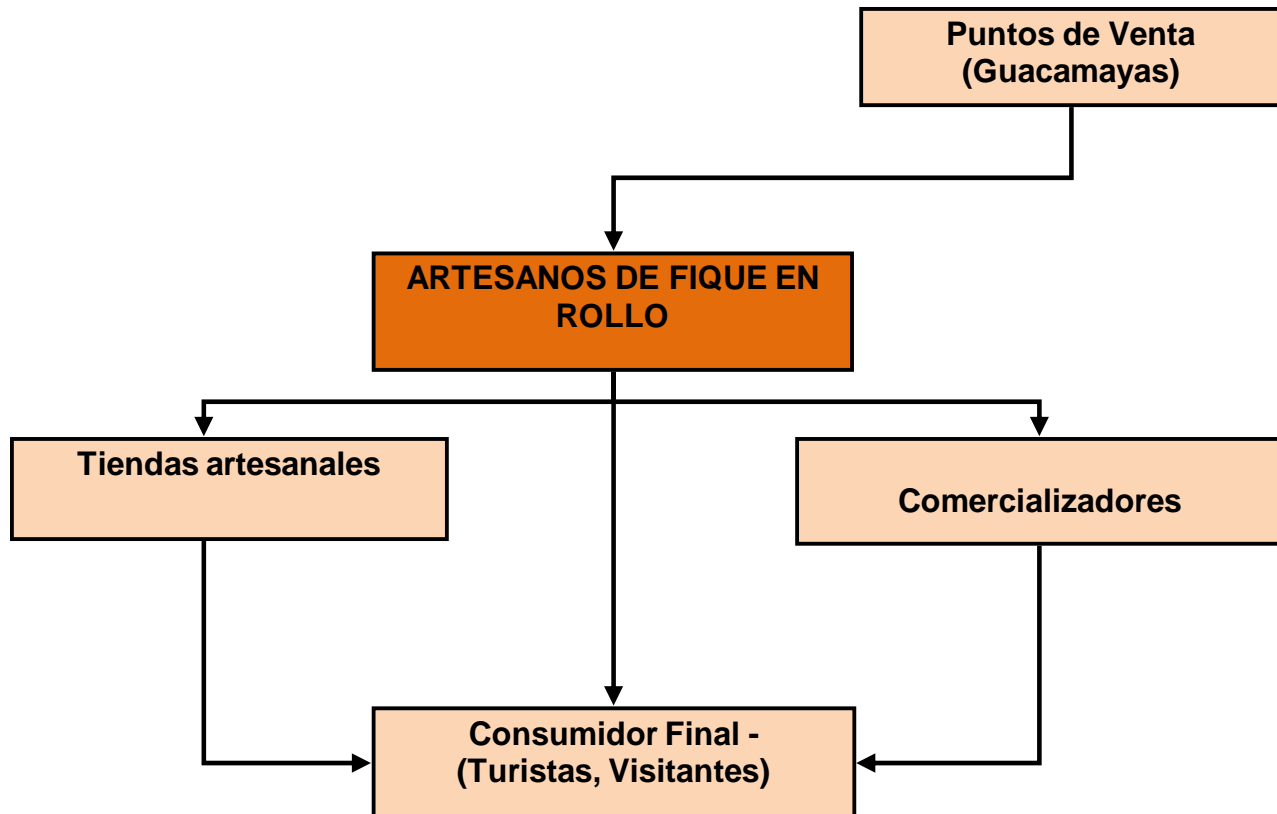 Puntos de Venta
(Guacamayas)
ARTESANOS DE FIQUE EN
ROLLO
Tiendas artesanales
Comercializadores
Consumidor Final -
(Turistas, Visitantes)